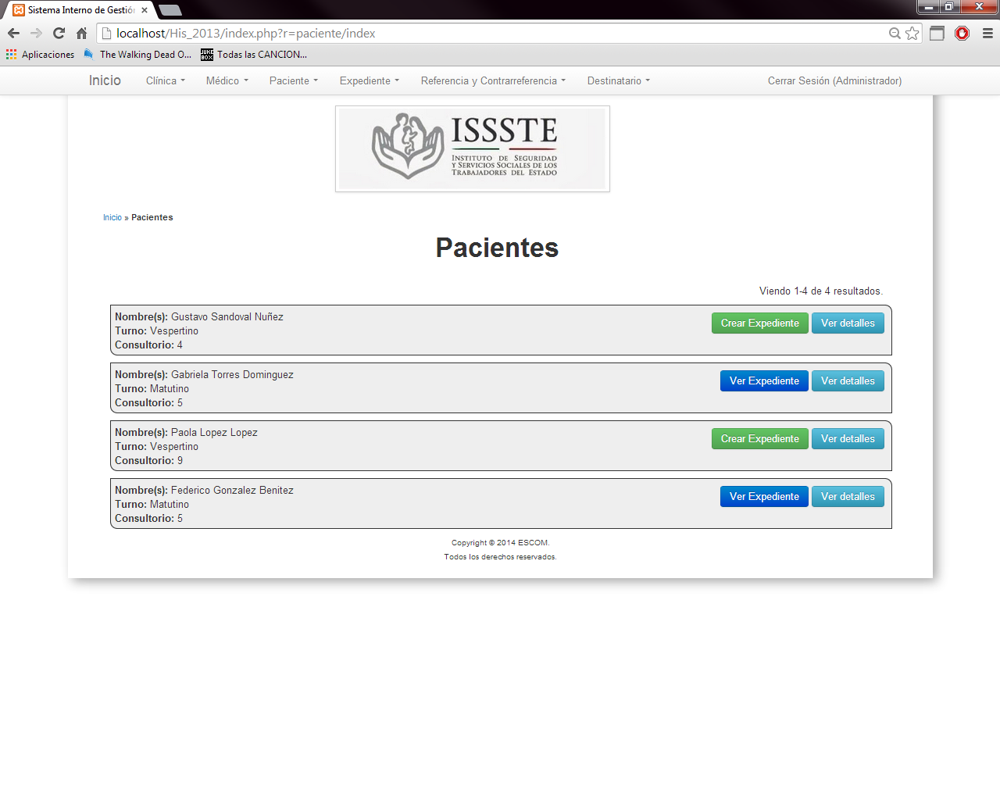 Sistema Interno de Gestión
localhost/His_2013/index.php?r=paciente/index
Aplicaciones The Walking Dead O... JUKE BOX Todas las CANCION...
Inicio Clínica Médico Paciente Expediente Referencia y Contrarreferencia Destinatario Cerrar Sesión (Administrador)
ISSSTE
INSTITUTO DE SEGURIDAD
Y SERVICIOS SOCIALES DE LOS
TRABAJADORES DEL ESTADO
Inicio » Pacientes
Pacientes
Viendo 1-4 de 4 resultados.
Nombre(s): Gustavo Sandoval Nuñez Crear Expediente Ver detalles
Turno: Vespertino
Consultorio: 4
Nombre(s): Gabriela Torres Dominguez Ver Expediente Ver detalles
Turno: Matutino
Consultorio: 5
Nombre(s): Paola Lopez Lopez Crear Expediente Ver detalles
Turno: Vespertino
Consultorio: 9
Nombre(s): Federico Gonzalez Benitez Ver Expediente Ver detalles
Turno: Matutino
Consultorio: 5
Copyright © 2014 ESCOM.
Todos los derechos reservados.